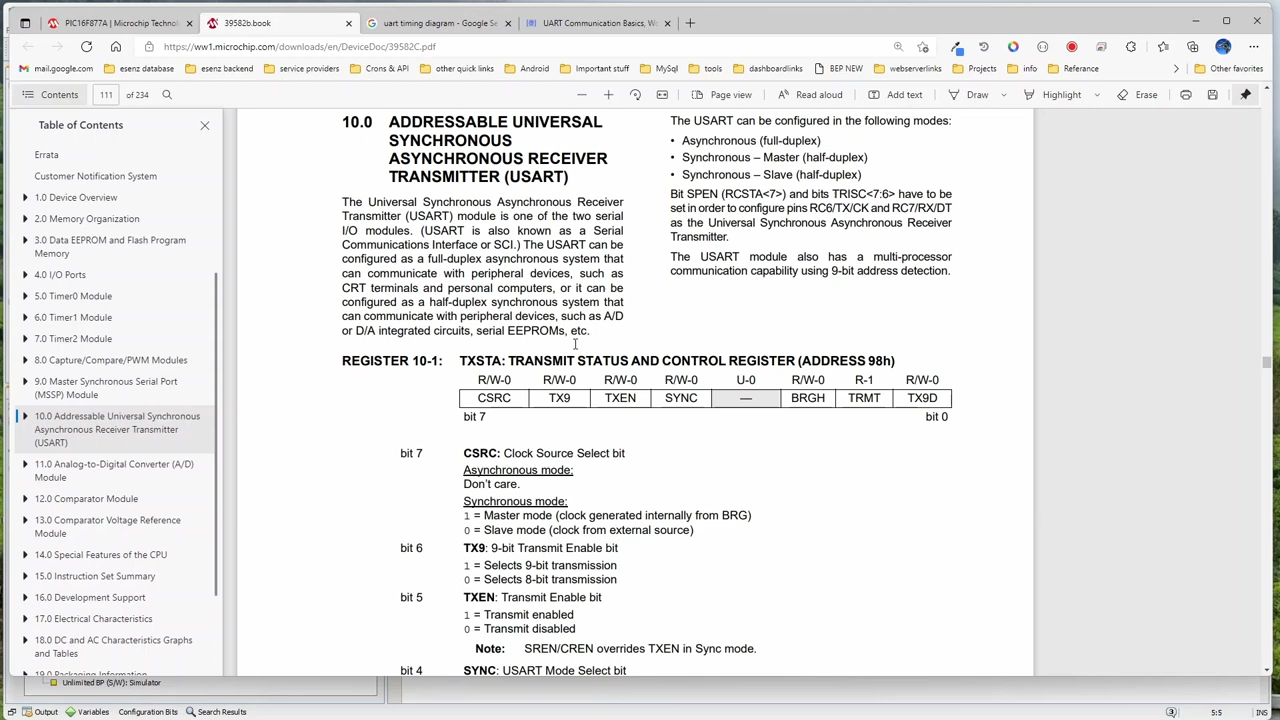 PIC16F877A | Microchip Technolo
39582b.book
uart timing diagram - Google Se
UART Communication Basics, Wo
https://ww1.microchip.com/downloads/en/DeviceDoc/39582C.pdf
mail.google.com
esenz database
esenz backend
service providers
Crons & API
other quick links
Android
Important stuff
MySql
tools
dashboardlinks
BEP NEW
webserverlinks
Projects
info
Referance
Other favorites
Contents
111
of 234
Page view
Read aloud
Add text
Draw
Highlight
Erase
Table of Contents
Errata
Customer Notification System
1.0 Device Overview
2.0 Memory Organization
3.0 Data EEPROM and Flash Program
Memory
4.0 I/O Ports
5.0 Timer0 Module
6.0 Timer1 Module
7.0 Timer2 Module
8.0 Capture/Compare/PWM Modules
9.0 Master Synchronous Serial Port
(MSSP) Module
10.0 Addressable Universal Synchronous
Asynchronous Receiver Transmitter
(USART)
11.0 Analog-to-Digital Converter (A/D)
Module
12.0 Comparator Module
13.0 Comparator Voltage Reference
Module
14.0 Special Features of the CPU
15.0 Instruction Set Summary
16.0 Development Support
17.0 Electrical Characteristics
18.0 DC and AC Characteristics Graphs
and Tables
19.0 Packaging Information
10.0 ADDRESSABLE UNIVERSAL
SYNCHRONOUS
ASYNCHRONOUS RECEIVER
TRANSMITTER (USART)
The Universal Synchronous Asynchronous Receiver
Transmitter (USART) module is one of the two serial
I/O modules. (USART is also known as a Serial
Communications Interface or SCI.) The USART can be
configured as a full-duplex asynchronous system that
can communicate with peripheral devices, such as
CRT terminals and personal computers, or it can be
configured as a half-duplex synchronous system that
can communicate with peripheral devices, such as A/D
or D/A integrated circuits, serial EEPROMs, etc.
The USART can be configured in the following modes:
• Asynchronous (full-duplex)
• Synchronous – Master (half-duplex)
• Synchronous – Slave (half-duplex)
Bit SPEN (RCSTA<7>) and bits TRISC<7:6> have to be
set in order to configure pins RC6/TX/CK and RC7/RX/DT
as the Universal Synchronous Asynchronous Receiver
Transmitter.
The USART module also has a multi-processor
communication capability using 9-bit address detection.
REGISTER 10-1: TXSTA: TRANSMIT STATUS AND CONTROL REGISTER (ADDRESS 98h)
R/W-0 R/W-0 R/W-0 R/W-0 U-0 R/W-0 R-1 R/W-0
CSRC TX9 TXEN SYNC — BRGH TRMT TX9D
bit 7 bit 0
bit 7 CSRC: Clock Source Select bit
Asynchronous mode:
Don't care.
Synchronous mode:
1 = Master mode (clock generated internally from BRG)
0 = Slave mode (clock from external source)
bit 6 TX9: 9-bit Transmit Enable bit
1 = Selects 9-bit transmission
0 = Selects 8-bit transmission
bit 5 TXEN: Transmit Enable bit
1 = Transmit enabled
0 = Transmit disabled
Note: SREN/CREN overrides TXEN in Sync mode.
bit 4 SYNC: USART Mode Select bit
Unlimited BP (S/W): Simulator
Output
Variables
Configuration Bits
Search Results
3
5:5
INS